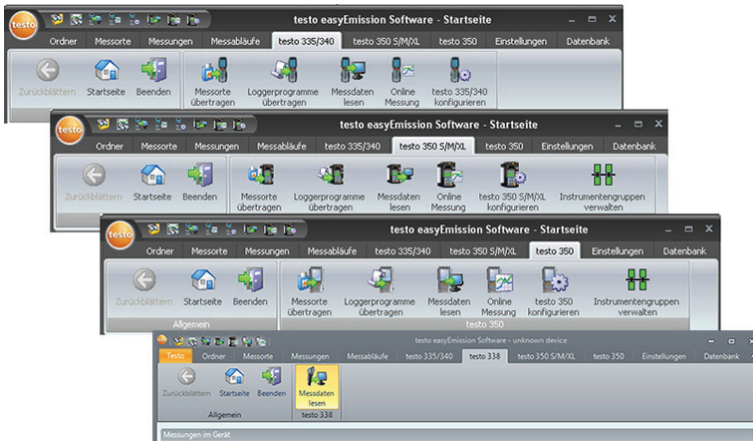 testo
testo easyEmission Software - Startseite
Ordner Messorte Messungen Messabläufe testo 335/340 testo 350 S/M/XL testo 350 Einstellungen Datenbank
Zurückblättern Startseite Beenden Messorte übertragen Loggerprogramme übertragen Messdaten lesen Online Messung testo 335/340 konfigurieren
testo
testo easyEmission Software - Startseite
Ordner Messorte Messungen Messabläufe testo 335/340 testo 350 S/M/XL testo 350 Einstellungen Datenbank
Zurückblättern Startseite Beenden Messorte übertragen Loggerprogramme übertragen Messdaten lesen Online Messung testo 350 S/M/XL konfigurieren Instrumentengruppen verwalten
testo
testo easyEmission Software - Startseite
Ordner Messorte Messungen Messabläufe testo 335/340 testo 350 S/M/XL testo 350 Einstellungen Datenbank
Zurückblättern Startseite Beenden Messorte übertragen Loggerprogramme übertragen Messdaten lesen Online Messung testo 350 konfigurieren Instrumentengruppen verwalten
Allgemein testo 350
testo easyEmission Software - unknown device
Testo Ordner Messorte Messungen Messabläufe testo 335/340 testo 338 testo 350 S/M/XL testo 350 Einstellungen Datenbank
Zurückblättern Startseite Beenden Messdaten lesen
Allgemein testo 338
Messungen im Gerät